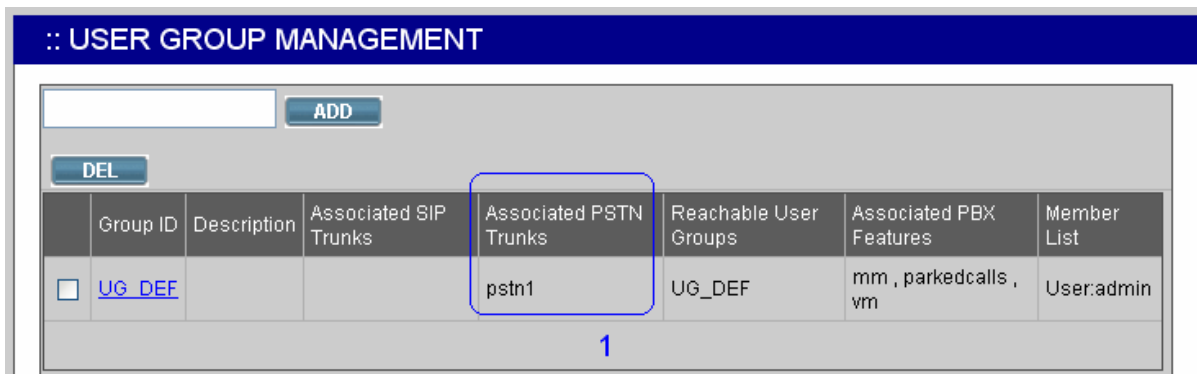 :: USER GROUP MANAGEMENT
ADD
DEL
Group ID Description Associated SIP Trunks Associated PSTN Trunks Reachable User Groups Associated PBX Features Member List
UG_DEF pstn1 UG_DEF mm , parkedcalls , vm User:admin
1